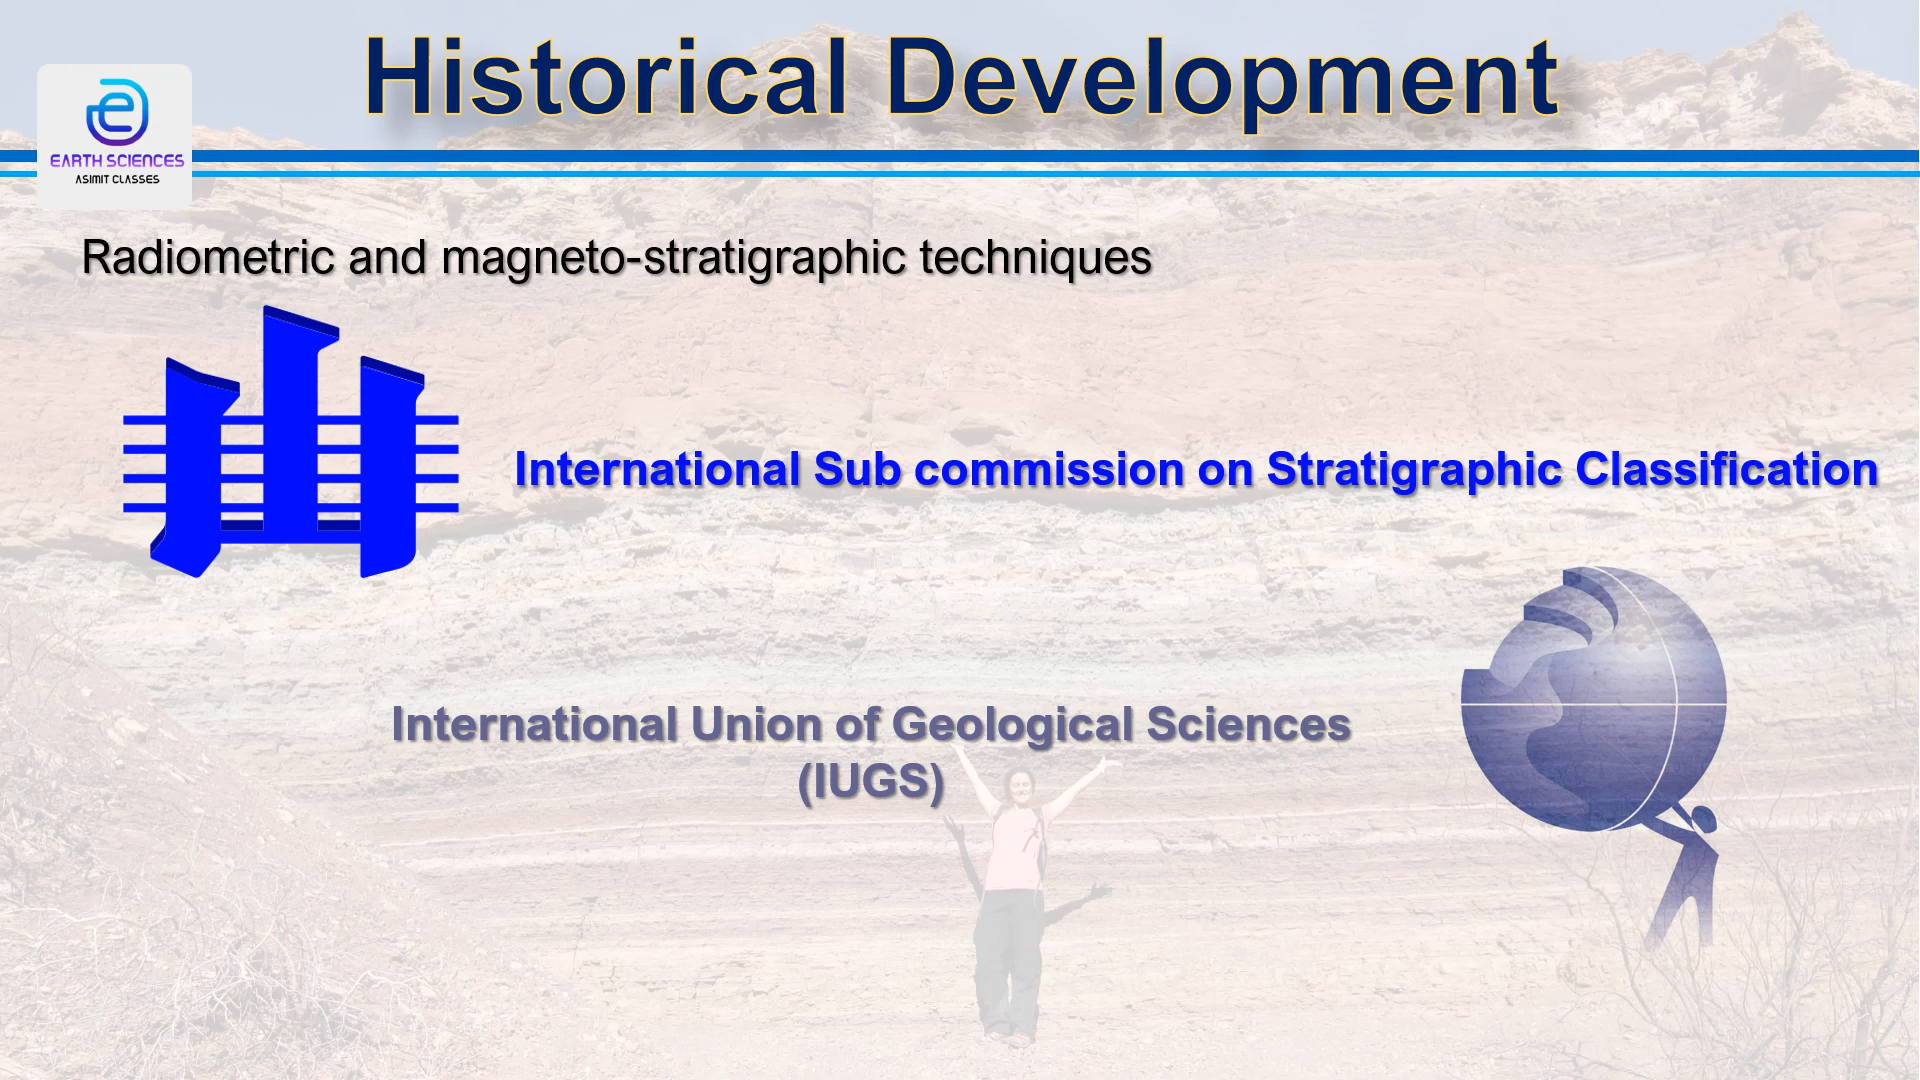 Historical Development
EARTH SCIENCES
ASIMIT CLASSES
Radiometric and magneto-stratigraphic techniques
International Sub commission on Stratigraphic Classification
International Union of Geological Sciences
(IUGS)